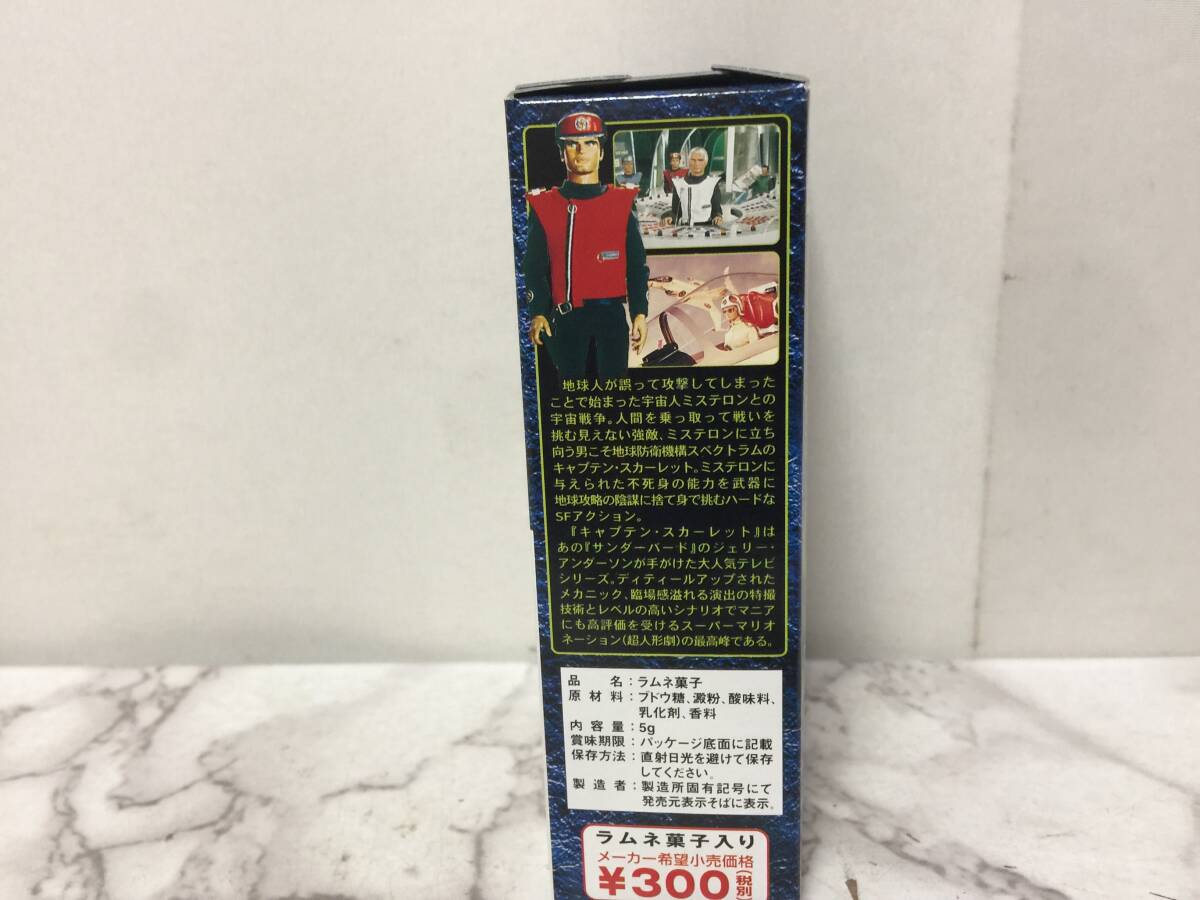 地球人が誤って攻撃してしまった
ことで始まった宇宙人ミステロンとの
宇宙戦争。人間を乗っ取って戦いを
挑む見えない強敵、ミステロンに立ち
向う男こそ地球防衛機構スペクトラムの
キャプテン・スカーレット。ミステロンに
与えられた不死身の能力を武器に
地球攻略の陰謀に捨て身で挑むハードな
SFアクション。
『キャプテン・スカーレット』は
あの『サンダーバード』のジェリー・
アンダーソンが手がけた大人気テレビ
シリーズ。ディティールアップされた
メカニック、臨場感溢れる演出の特撮
技術とレベルの高いシナリオでマニア
にも高評価を受けるスーパーマリオ
ネーション(超人形劇)の最高峰である。
品名：ラムネ菓子
原材料：ブドウ糖、澱粉、酸味料、
乳化剤、香料
内容量：5g
賞味期限：パッケージ底面に記載
保存方法：直射日光を避けて保存
してください。
製造者：製造所固有記号にて
発売元表示そばに表示。
ラムネ菓子入り
メーカー希望小売価格
¥300(税別)